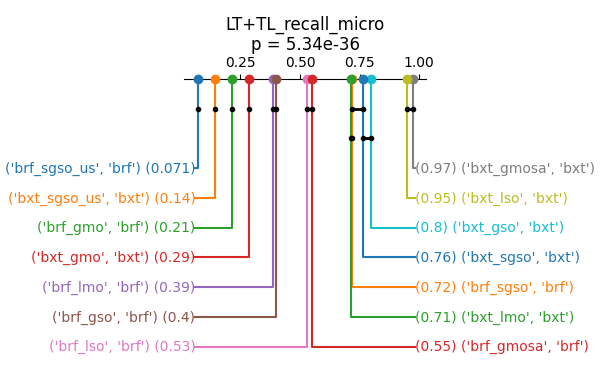 LT+TL_recall_micro
p = 5.34e-36
0.25 0.50 0.75 1.00
('brf_sgso_us', 'brf') (0.071) (0.97) ('bxt_gmosa', 'bxt')
('bxt_sgso_us', 'bxt') (0.14) (0.95) ('bxt_lso', 'bxt')
('brf_gmo', 'brf') (0.21) (0.8) ('bxt_gso', 'bxt')
('bxt_gmo', 'bxt') (0.29) (0.76) ('bxt_sgso', 'bxt')
('brf_lmo', 'brf') (0.39) (0.72) ('brf_sgso', 'brf')
('brf_gso', 'brf') (0.4) (0.71) ('bxt_lmo', 'bxt')
('brf_lso', 'brf') (0.53) (0.55) ('brf_gmosa', 'brf')